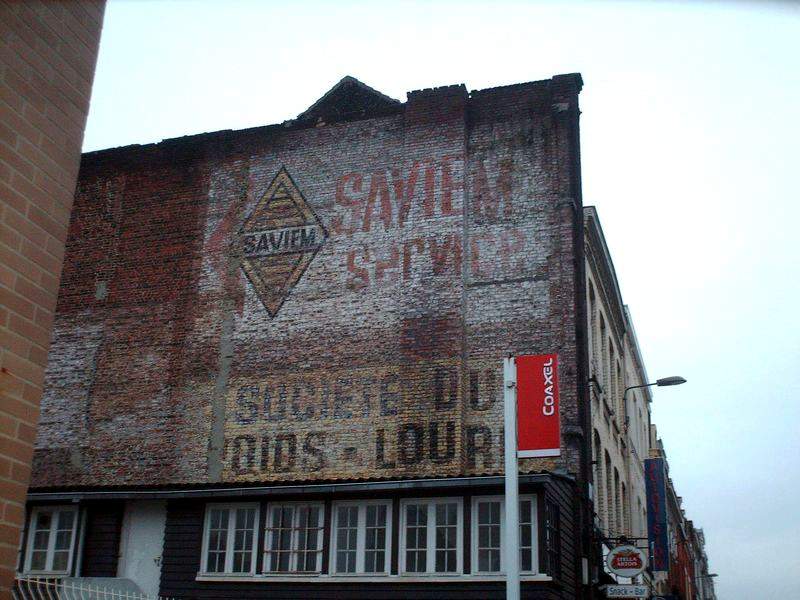 SAVIEM
SAVIEM
SERVICE
SOCIETE DU
POIDS - LOURD
COAXEL
STELLA
ARTOIS
Snack - Bar